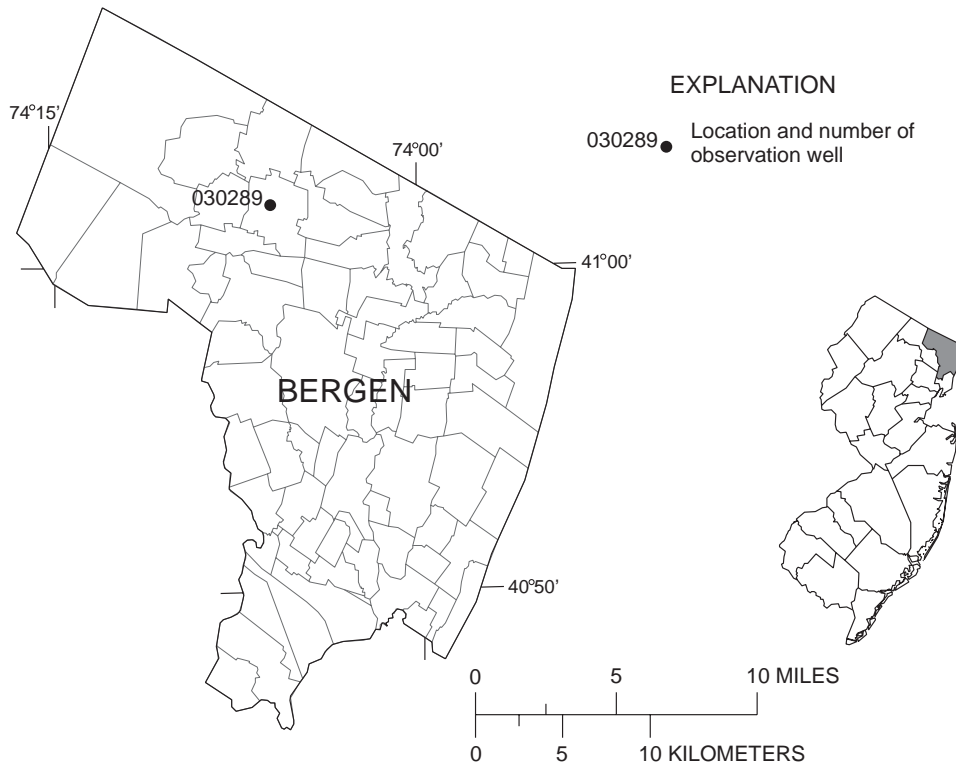 EXPLANATION
74°15'
030289
Location and number of
observation well
74°00'
030289
41°00'
BERGEN
40°50'
0 5 10 MILES
0 5 10 KILOMETERS